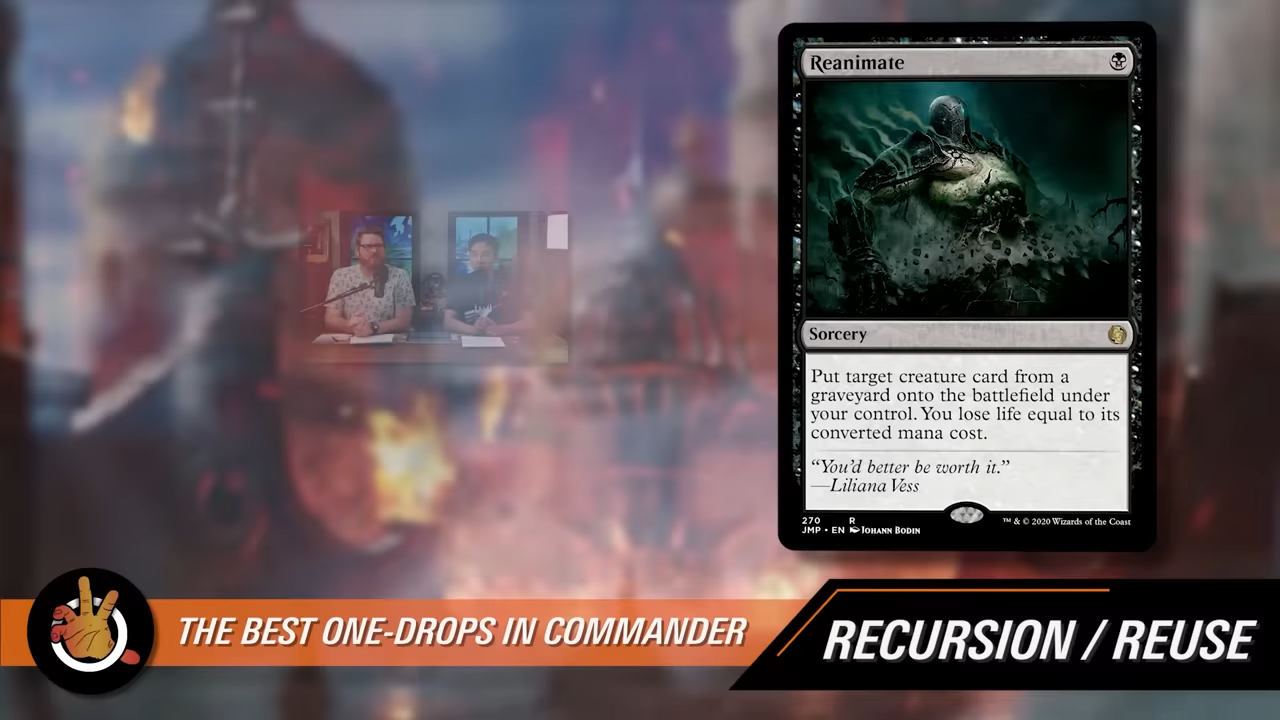 Reanimate
Sorcery
Put target creature card from a
graveyard onto the battlefield under
your control. You lose life equal to its
converted mana cost.
“You’d better be worth it.”
—Liliana Vess
270 R
JMP • EN JOHANN BODIN
™ & © 2020 Wizards of the Coast
THE BEST ONE-DROPS IN COMMANDER
RECURSION / REUSE